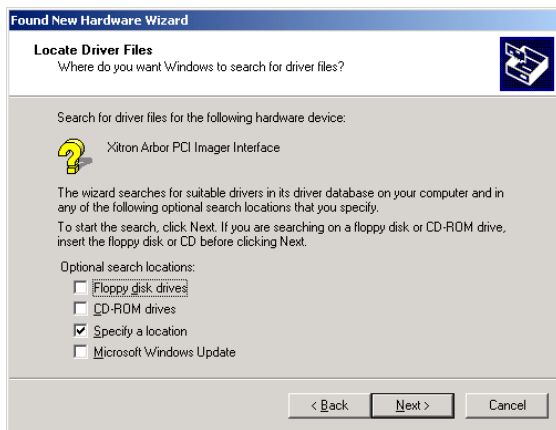 Found New Hardware Wizard
Locate Driver Files
Where do you want Windows to search for driver files?
Search for driver files for the following hardware device:
Xitron Arbor PCI Imager Interface
The wizard searches for suitable drivers in its driver database on your computer and in
any of the following optional search locations that you specify.
To start the search, click Next. If you are searching on a floppy disk or CD-ROM drive,
insert the floppy disk or CD before clicking Next.
Optional search locations:
Floppy disk drives
CD-ROM drives
Specify a location
Microsoft Windows Update
< Back
Next >
Cancel